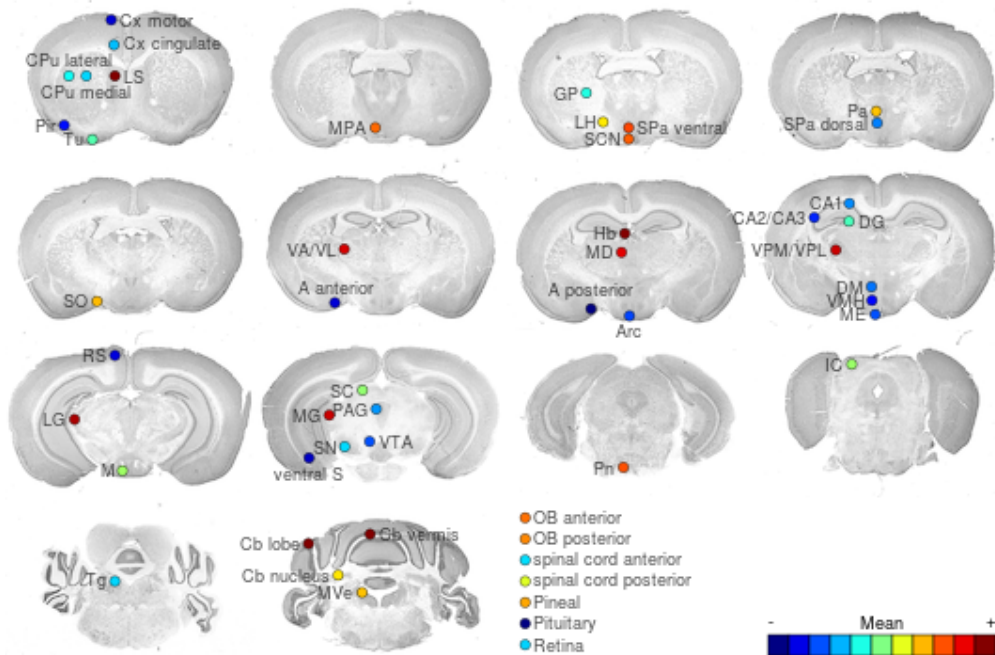 Cx motor
Cx cingulate
CPu lateral
LS
CPu medial
Pir
Tu
MPA
GP
LH
SPa ventral
SCN
Pa
SPa dorsal
SO
VA/VL
A anterior
Hb
MD
A posterior
Arc
CA1
CA2/CA3
DG
VPM/VPL
DM
VMH
ME
RS
LG
M
SC
MG
PAG
SN
VTA
ventral S
Pn
IC
Tg
Cb lobe
Cb vermis
Cb nucleus
MVe
OB anterior
OB posterior
spinal cord anterior
spinal cord posterior
Pineal
Pituitary
Retina
- Mean +